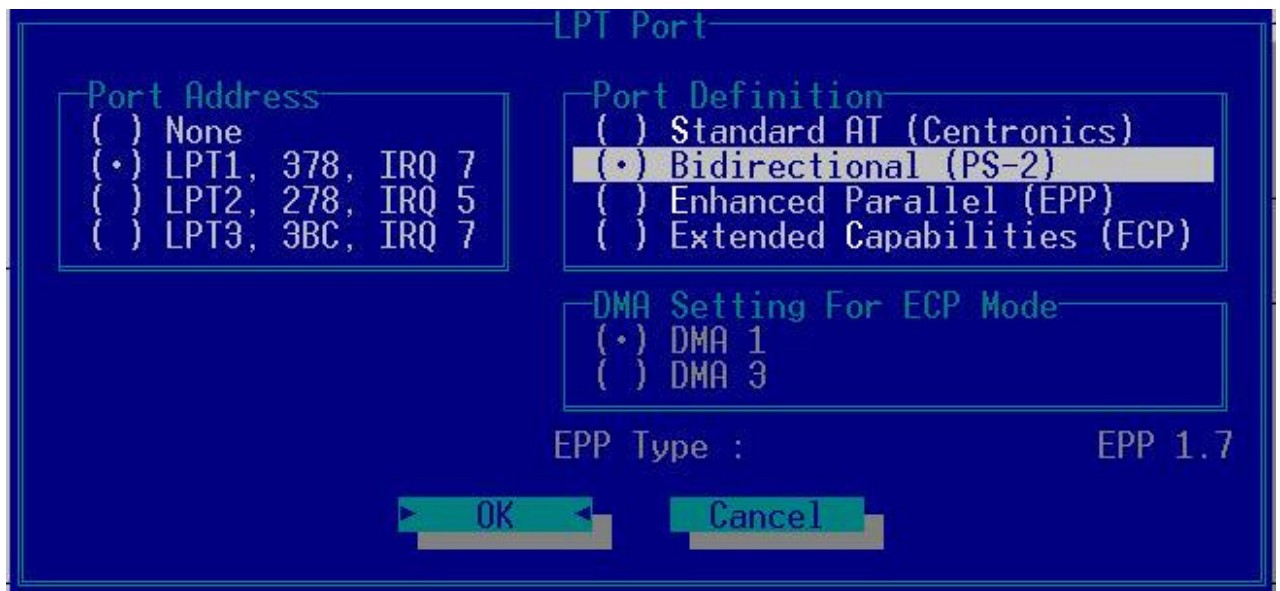 LPT Port
Port Address
( ) None
(•) LPT1, 378, IRQ 7
( ) LPT2, 278, IRQ 5
( ) LPT3, 3BC, IRQ 7
Port Definition
( ) Standard AT (Centronics)
(•) Bidirectional (PS-2)
( ) Enhanced Parallel (EPP)
( ) Extended Capabilities (ECP)
DMA Setting For ECP Mode
(•) DMA 1
( ) DMA 3
EPP Type : EPP 1.7
► OK ◄ Cancel